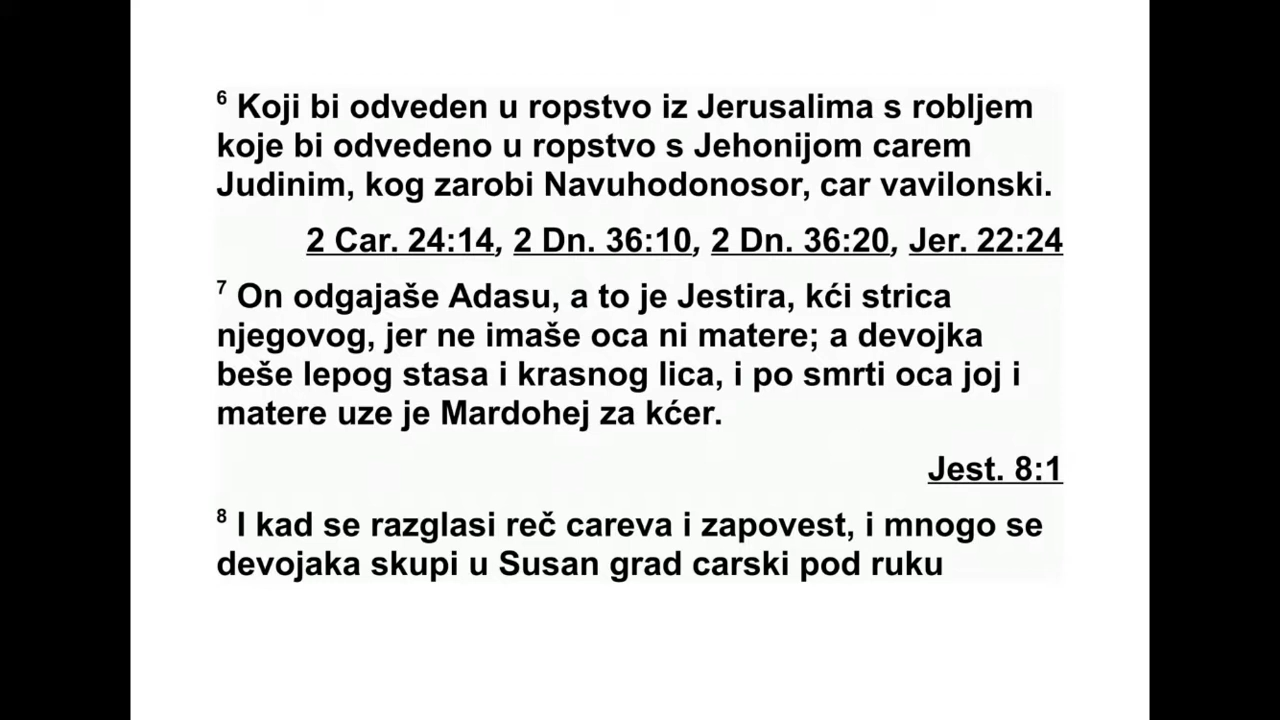 6 Koji bi odveden u ropstvo iz Jerusalima s robljem
koje bi odvedeno u ropstvo s Jehonijom carem
Judinim, kog zarobi Navuhodonosor, car vavilonski.
2 Car. 24:14, 2 Dn. 36:10, 2 Dn. 36:20, Jer. 22:24
7 On odgajaše Adasu, a to je Jestira, kći strica
njegovog, jer ne imaše oca ni matere; a devojka
beše lepog stasa i krasnog lica, i po smrti oca joj i
matere uze je Mardohej za kćer.
Jest. 8:1
8 I kad se razglasi reč careva i zapovest, i mnogo se
devojaka skupi u Susan grad carski pod ruku